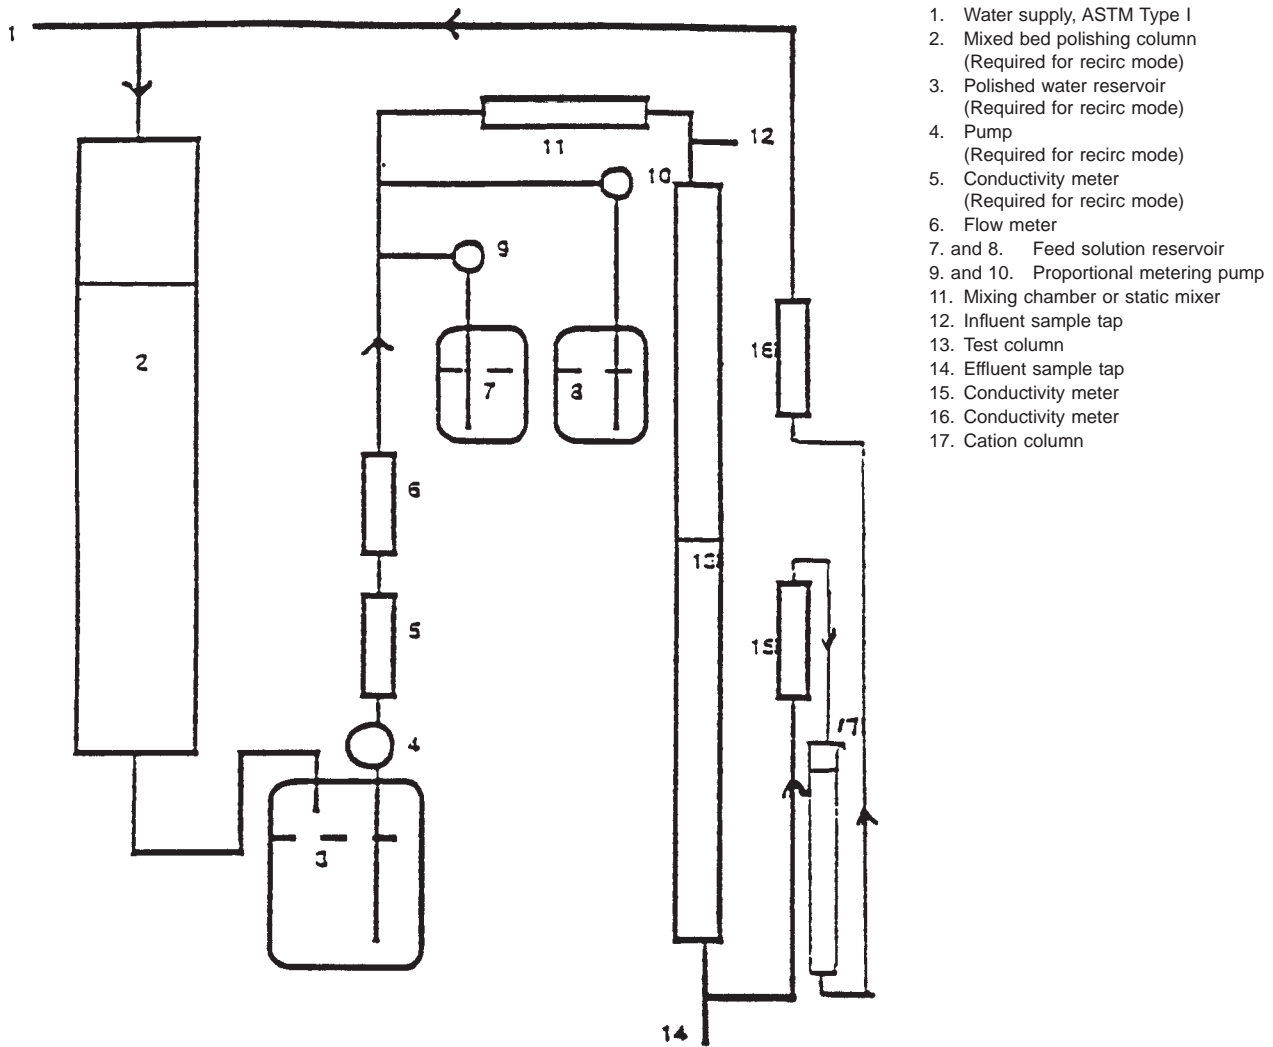 1
11
12
10
9
2
7
8
16
6
13
5
15
17
4
3
14
1. Water supply, ASTM Type I
2. Mixed bed polishing column
(Required for recirc mode)
3. Polished water reservoir
(Required for recirc mode)
4. Pump
(Required for recirc mode)
5. Conductivity meter
(Required for recirc mode)
6. Flow meter
7. and 8. Feed solution reservoir
9. and 10. Proportional metering pump
11. Mixing chamber or static mixer
12. Influent sample tap
13. Test column
14. Effluent sample tap
15. Conductivity meter
16. Conductivity meter
17. Cation column